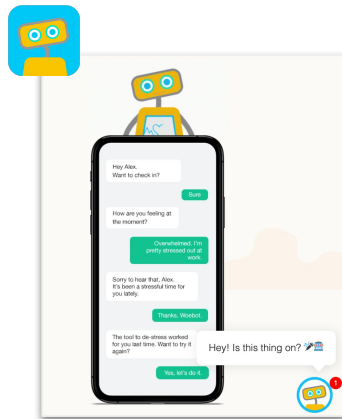 Hey Alex.
Want to check in?
Sure
How are you feeling at
the moment?
Overwhelmed. I'm
pretty stressed out at
work.
Sorry to hear that, Alex.
It's been a stressful time for
you lately.
Thanks, Woebot.
The tool to de-stress worked
for you last time. Want to try it
again?
Yes, let's do it.
Hey! Is this thing on? 🎤🤖
1